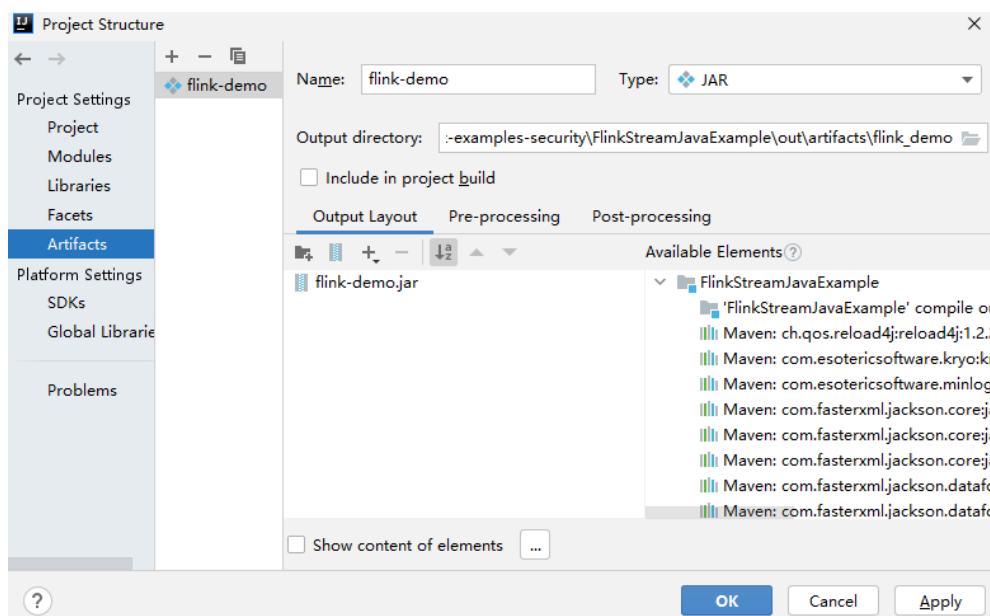 Project Structure
flink-demo
Name: flink-demo
Type: JAR
Project Settings
Project
Modules
Libraries
Facets
Artifacts
Platform Settings
SDKs
Global Librarie
Problems
Output directory: :-examples-security\FlinkStreamJavaExample\out\artifacts\flink_demo
Include in project build
Output Layout Pre-processing Post-processing
Available Elements
flink-demo.jar
FlinkStreamJavaExample
'FlinkStreamJavaExample' compile ou
Maven: ch.qos.reload4j:reload4j:1.2.
Maven: com.esotericsoftware.kryo:k
Maven: com.esotericsoftware.minlog
Maven: com.fasterxml.jackson.core:j
Maven: com.fasterxml.jackson.core:j
Maven: com.fasterxml.jackson.core:j
Maven: com.fasterxml.jackson.datafo
Maven: com.fasterxml.jackson.datafo
Show content of elements ...
? OK Cancel Apply